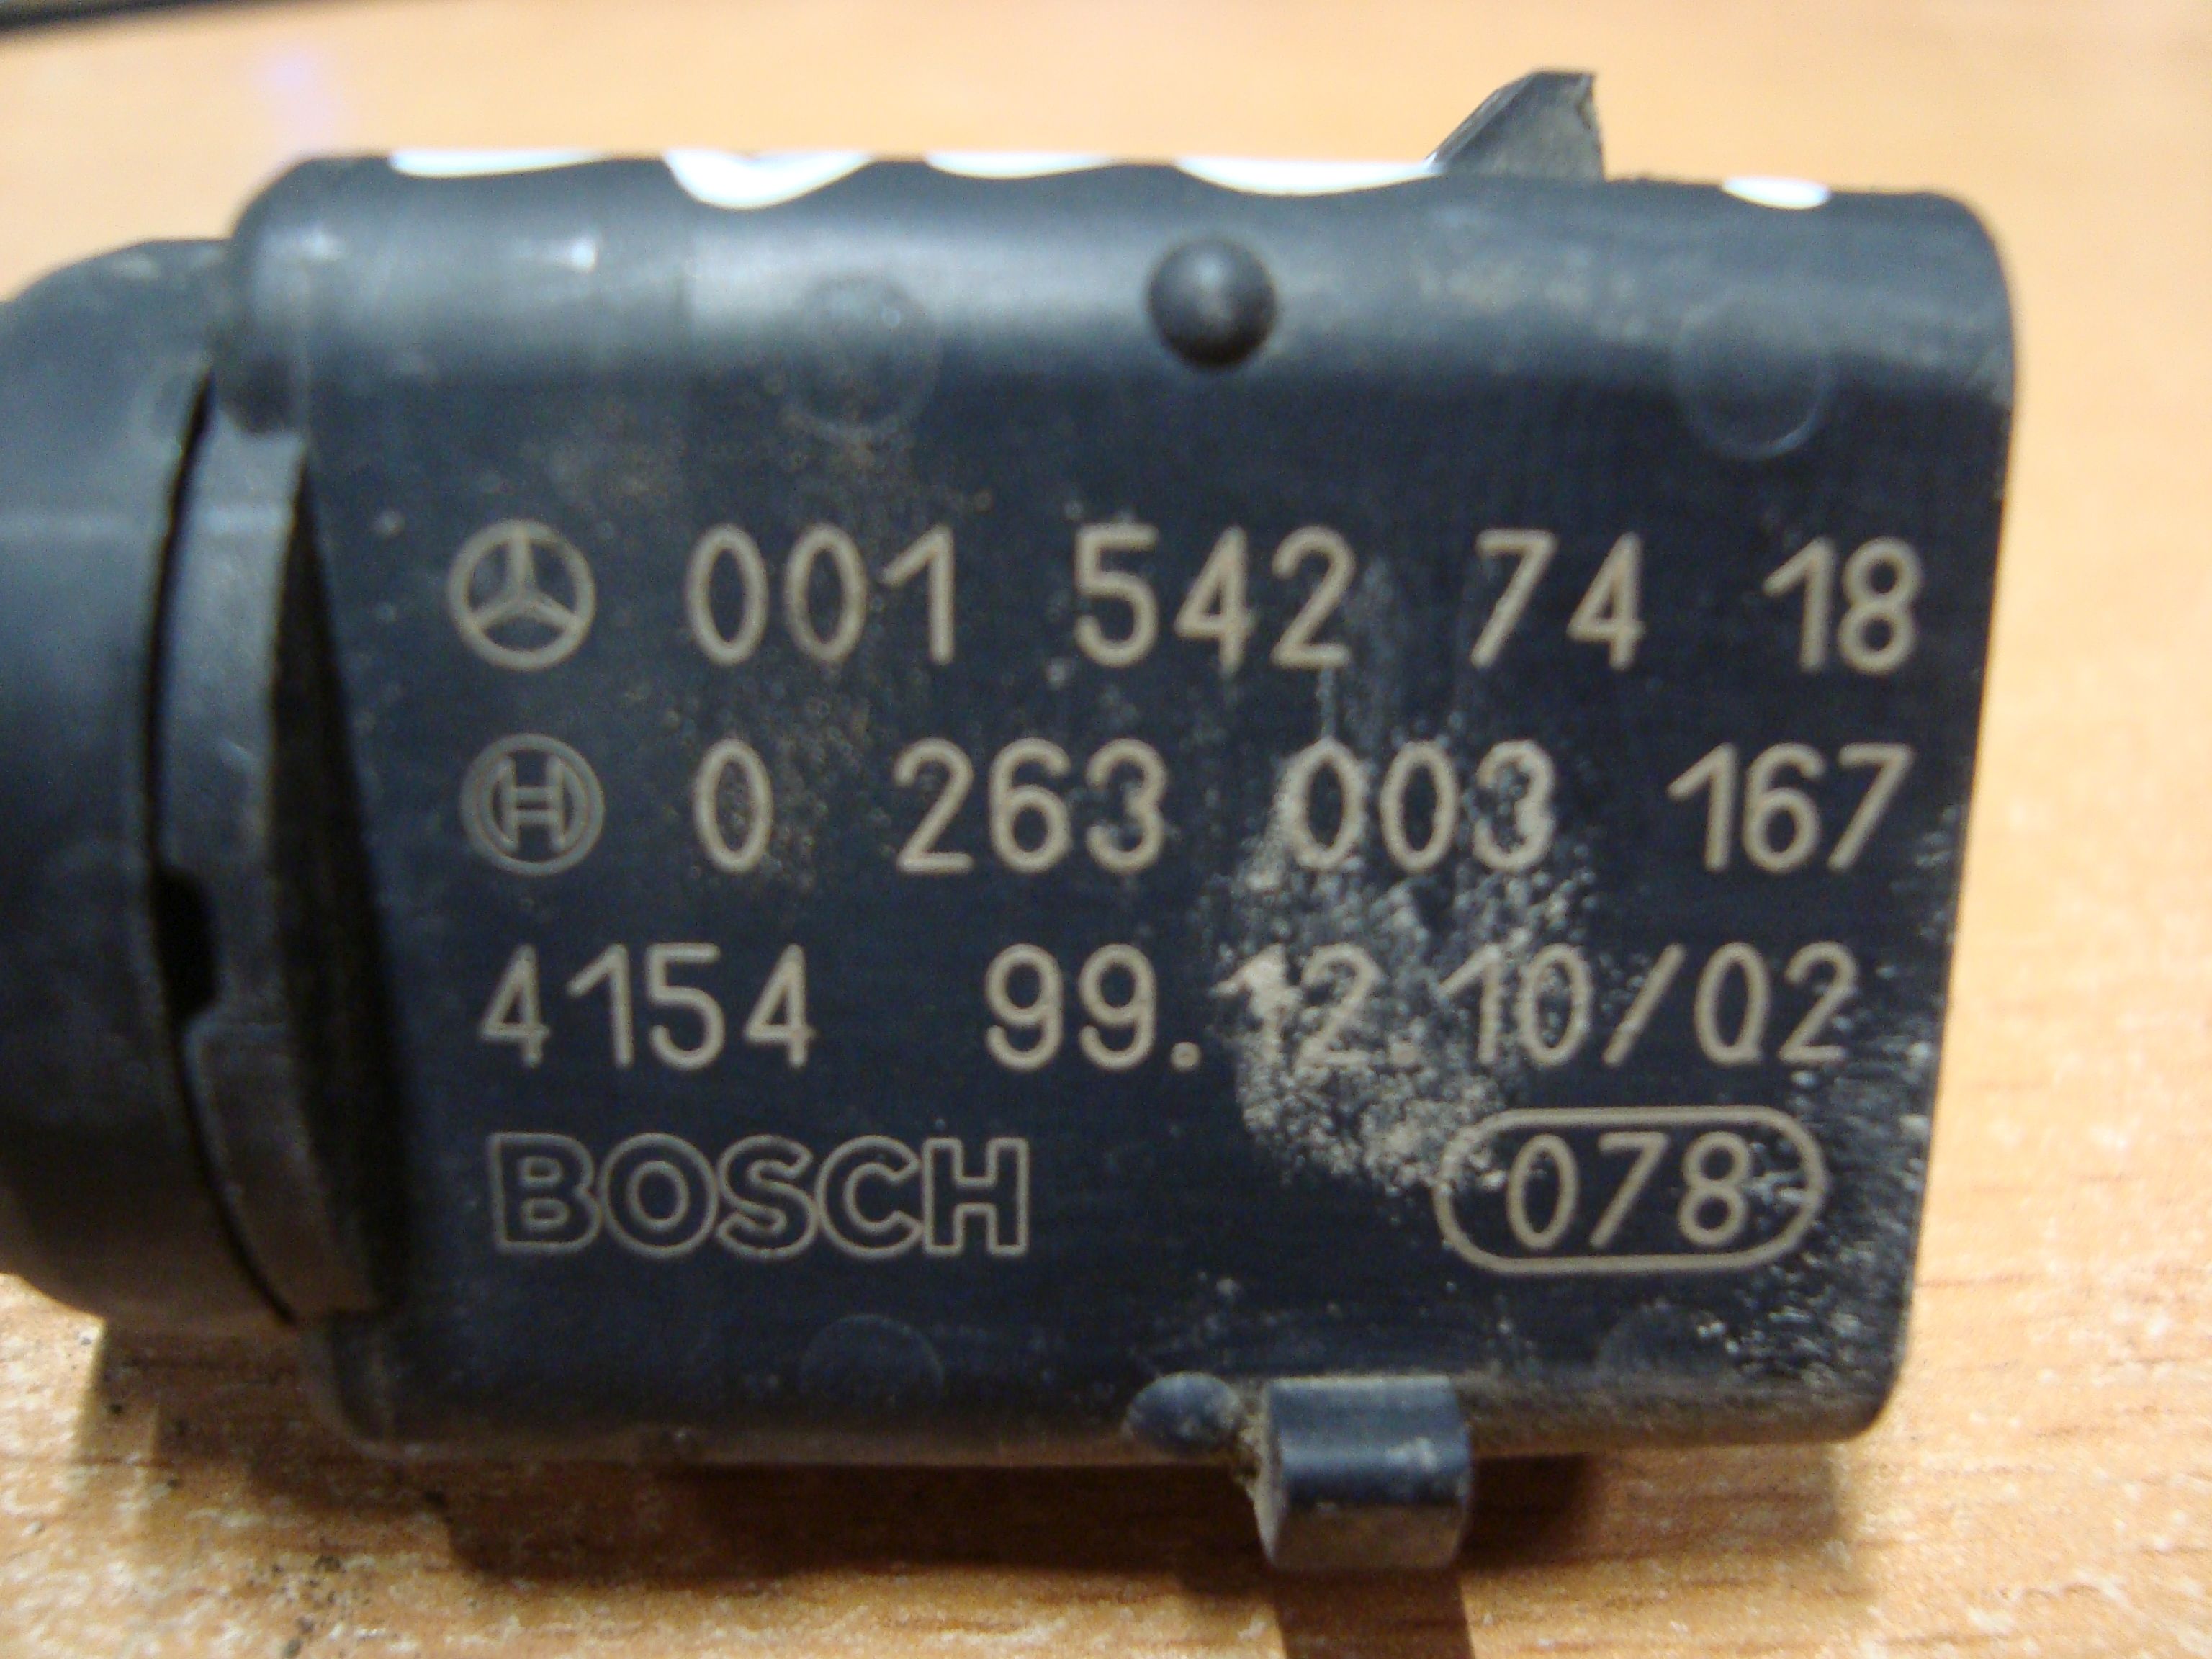 001 542 74 18
0 263 003 167
4154 99.12.10/02
BOSCH 078